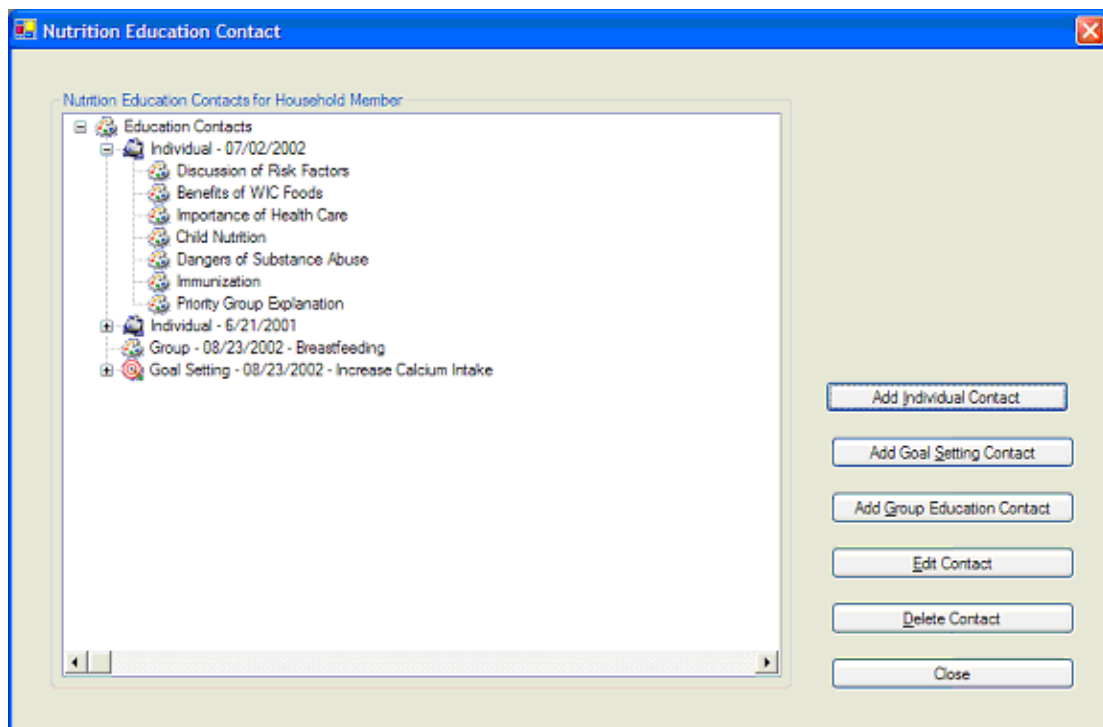 Nutrition Education Contact
Nutrition Education Contacts for Household Member
Education Contacts
Individual - 07/02/2002
Discussion of Risk Factors
Benefits of WIC Foods
Importance of Health Care
Child Nutrition
Dangers of Substance Abuse
Immunization
Priority Group Explanation
Individual - 6/21/2001
Group - 08/23/2002 - Breastfeeding
Goal Setting - 08/23/2002 - Increase Calcium Intake
Add Individual Contact
Add Goal Setting Contact
Add Group Education Contact
Edit Contact
Delete Contact
Close